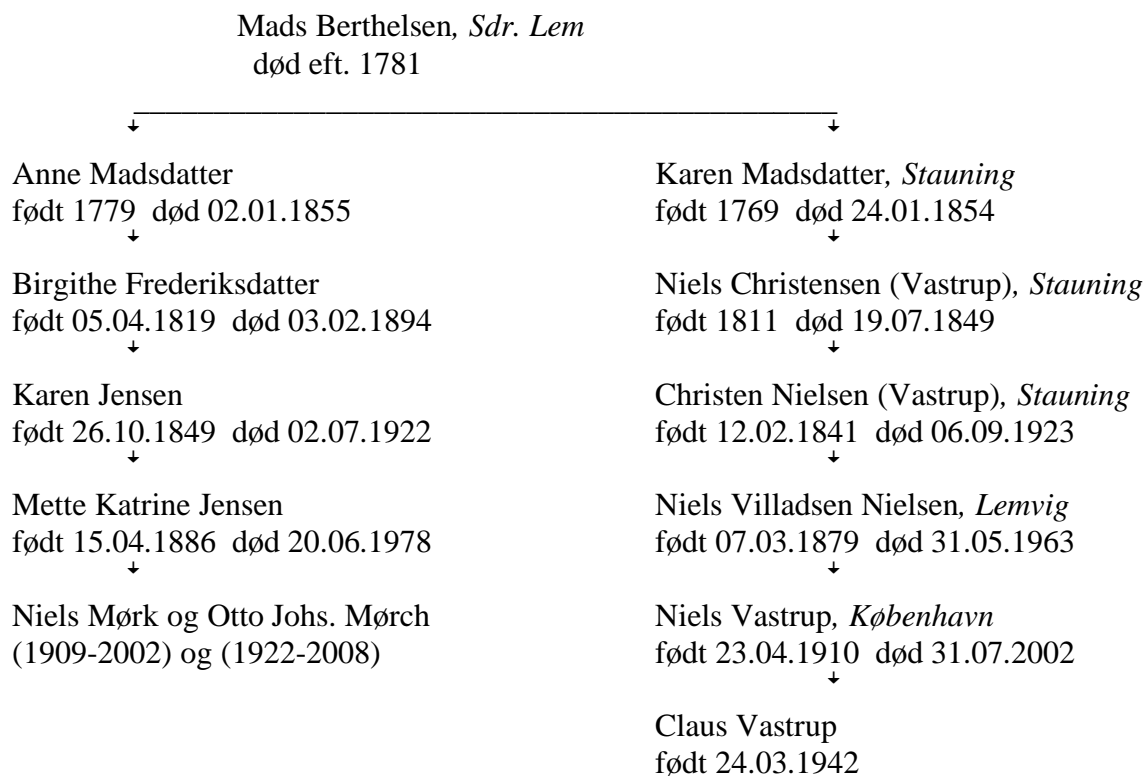 Mads Berthelsen, Sdr. Lem
død eft. 1781
Anne Madsdatter
født 1779 død 02.01.1855
Birgithe Frederiksdatter
født 05.04.1819 død 03.02.1894
Karen Jensen
født 26.10.1849 død 02.07.1922
Mette Katrine Jensen
født 15.04.1886 død 20.06.1978
Niels Mørk og Otto Johs. Mørch
(1909-2002) og (1922-2008)
Karen Madsdatter, Stauning
født 1769 død 24.01.1854
Niels Christensen (Vastrup), Stauning
født 1811 død 19.07.1849
Christen Nielsen (Vastrup), Stauning
født 12.02.1841 død 06.09.1923
Niels Villadsen Nielsen, Lemvig
født 07.03.1879 død 31.05.1963
Niels Vastrup, København
født 23.04.1910 død 31.07.2002
Claus Vastrup
født 24.03.1942